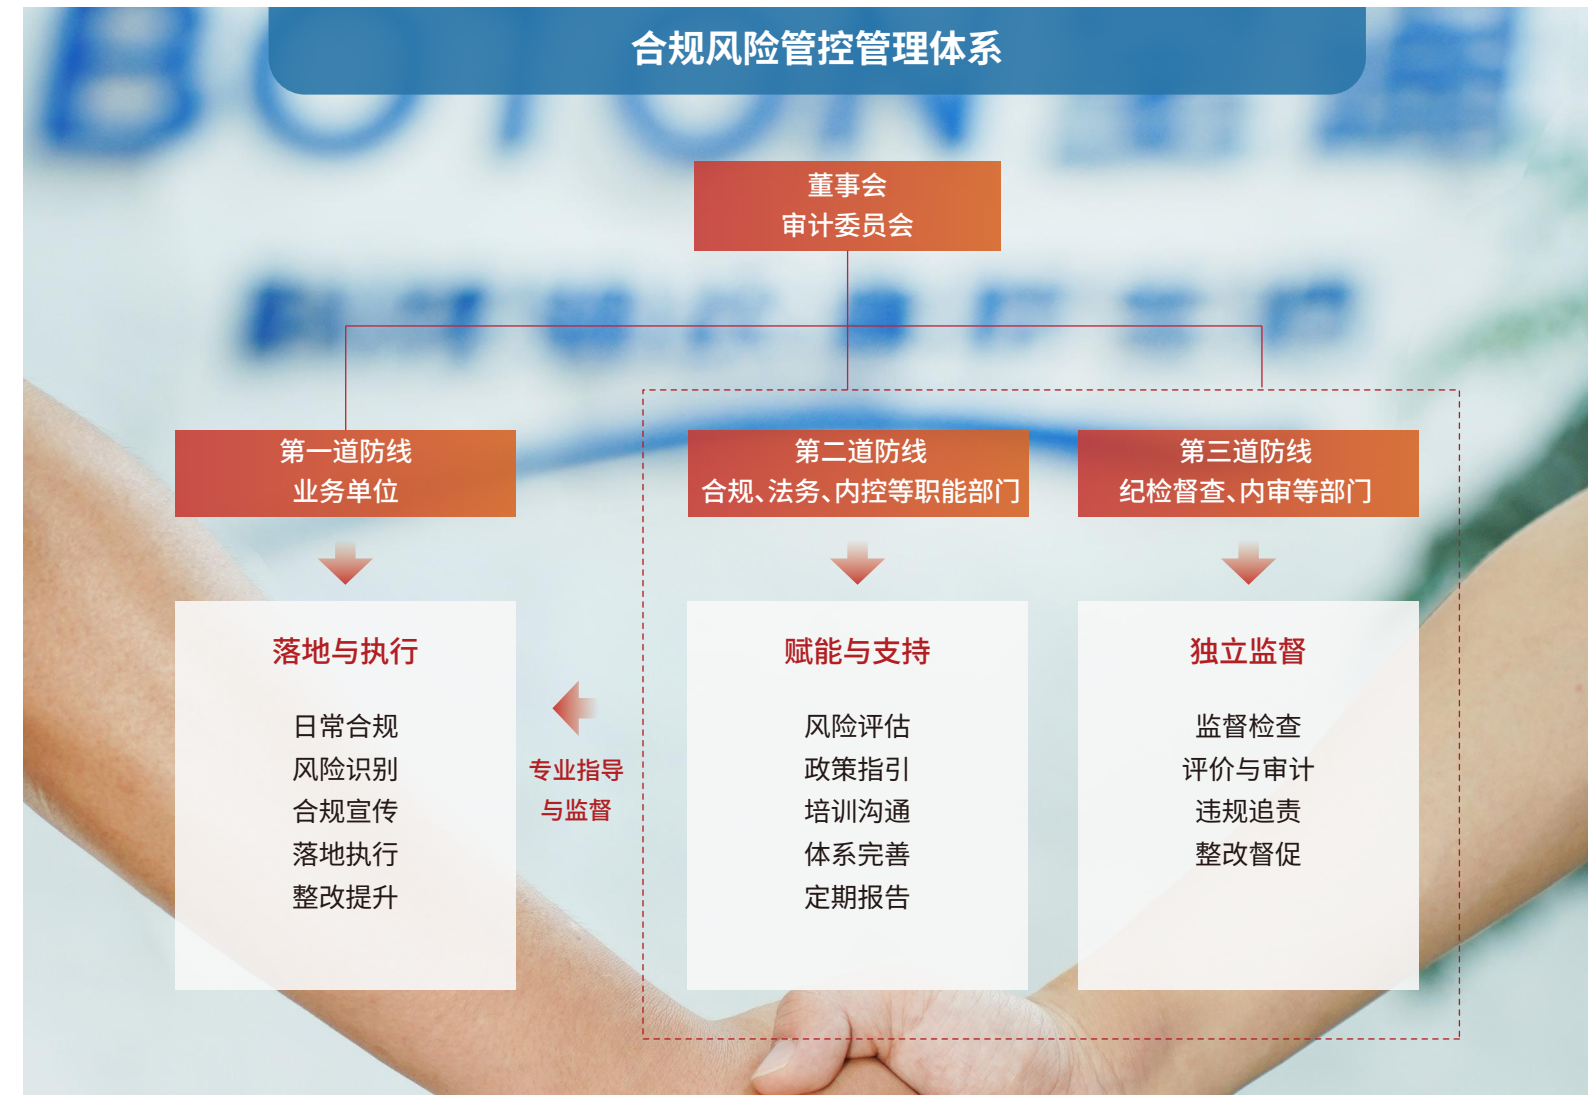 合规风险管控管理体系
董事会
审计委员会
第一道防线
业务单位
落地与执行
日常合规
风险识别
合规宣传
落地执行
整改提升
专业指导
与监督
第二道防线
合规、法务、内控等职能部门
赋能与支持
风险评估
政策指引
培训沟通
体系完善
定期报告
第三道防线
纪检督查、内审等部门
独立监督
监督检查
评价与审计
违规追责
整改督促
BOTON